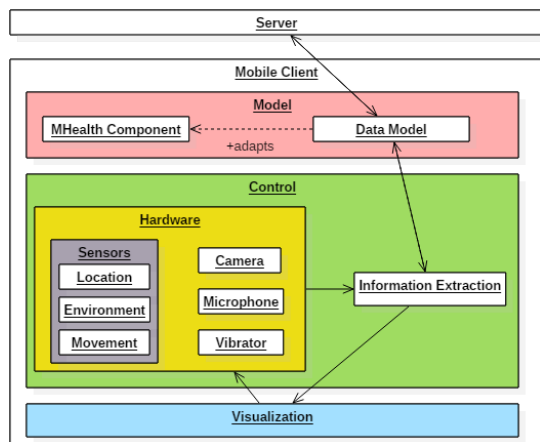 Server
Mobile Client
Model
MHealth Component
Data Model
+adapts
Control
Hardware
Sensors
Location
Environment
Movement
Camera
Microphone
Vibrator
Information Extraction
Visualization